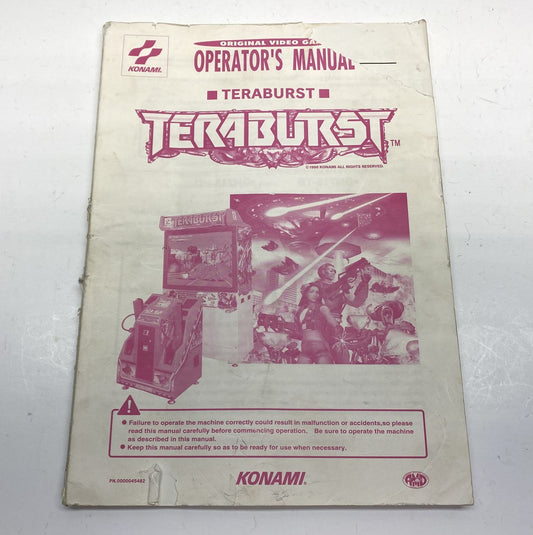 KONAMI
ORIGINAL VIDEO
OPERATOR'S MANUAL
■ TERABURST ■
TERABURST™
©1998 KONAMI ALL RIGHTS RESERVED.
TERABURST
● Failure to operate the machine correctly could result in malfunction or accidents,so please
read this manual carefully before commencing operation. Be sure to operate the machine
as described in this manual.
● Keep this manual carefully so as to be ready for use when necessary.
PN.0000045482
KONAMI.